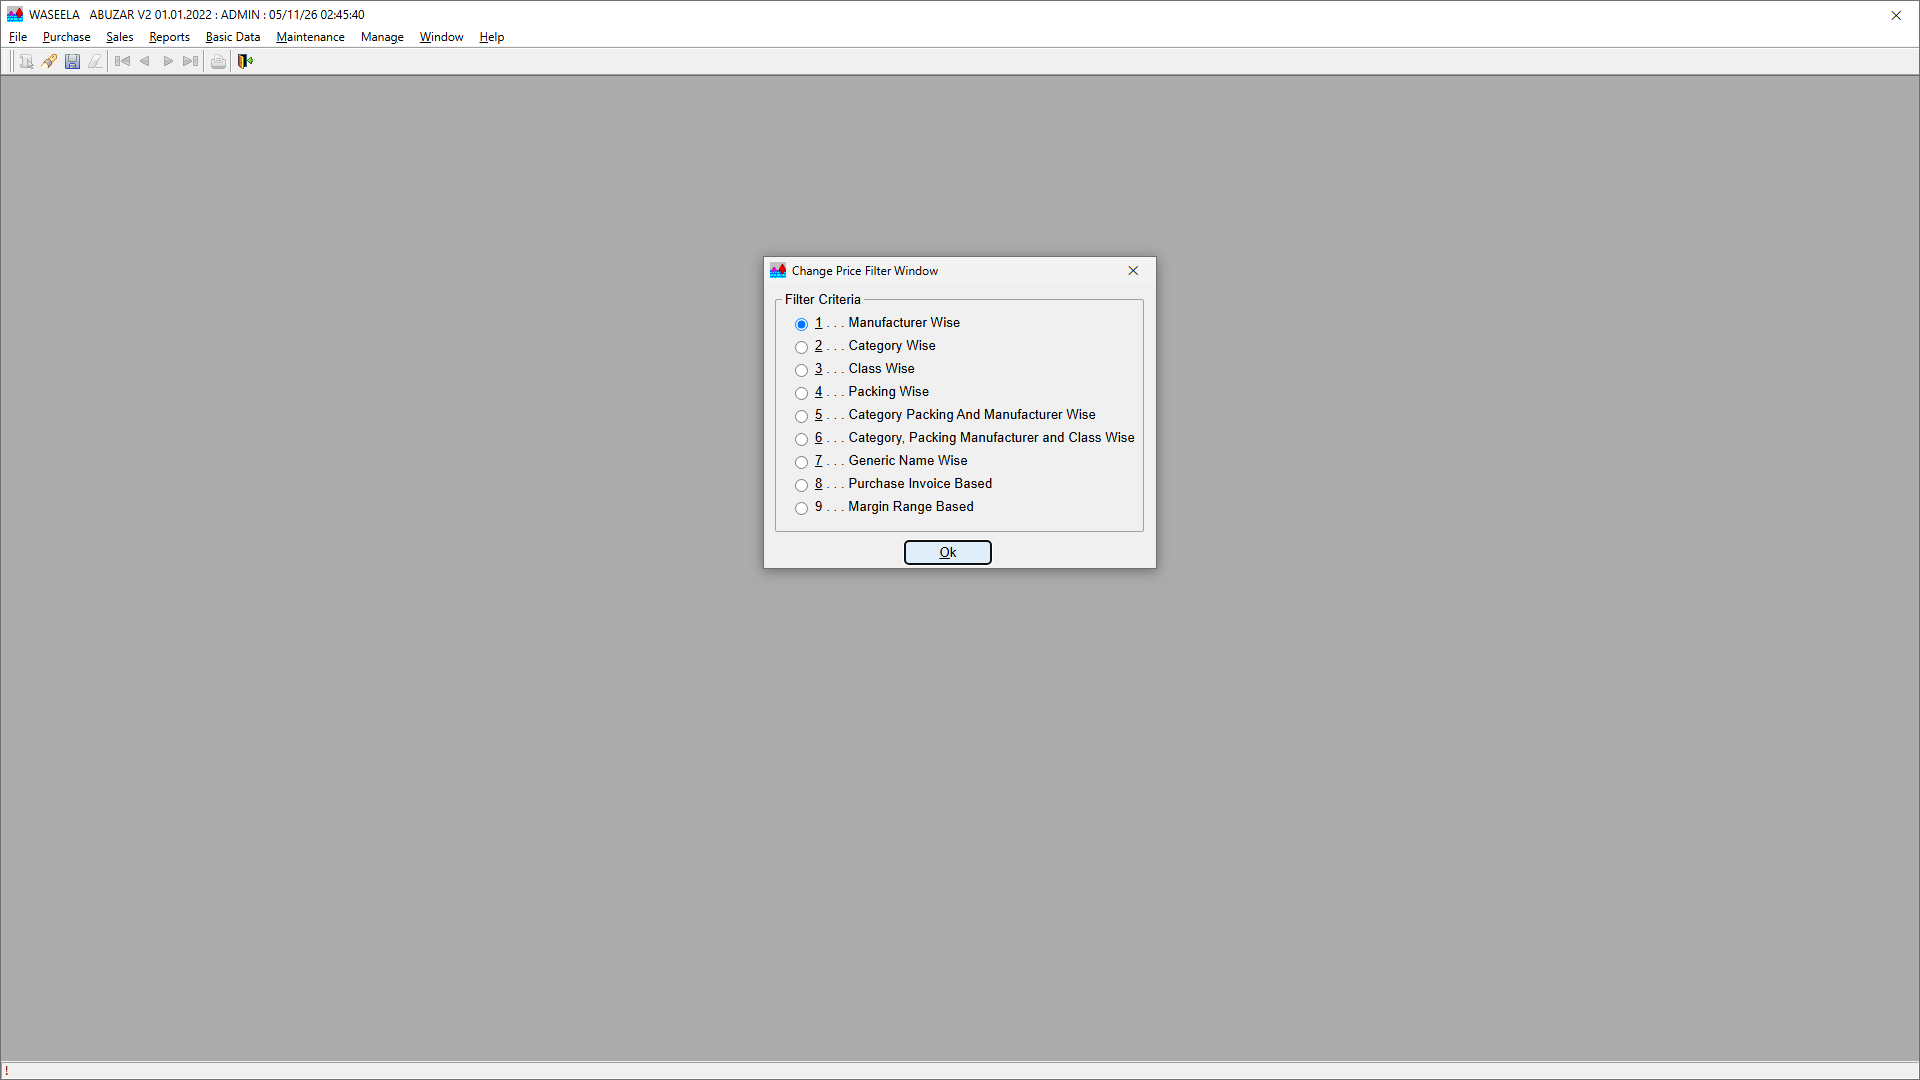 WASEELA   ABUZAR V2 01.01.2022 : ADMIN : 05/11/26 02:45:40
File Purchase Sales Reports Basic Data Maintenance Manage Window Help
Change Price Filter Window
Filter Criteria
1 . . . Manufacturer Wise
2 . . . Category Wise
3 . . . Class Wise
4 . . . Packing Wise
5 . . . Category Packing And Manufacturer Wise
6 . . . Category, Packing Manufacturer and Class Wise
7 . . . Generic Name Wise
8 . . . Purchase Invoice Based
9 . . . Margin Range Based
Ok
!